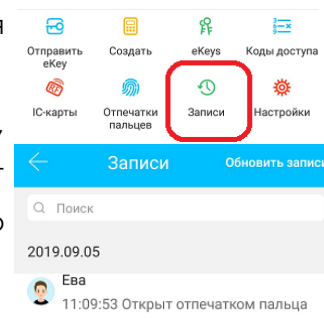 я
Отправить Создать eKeys Коды доступа
eKey
IC-карты Отпечатки Записи Настройки
пальцев
Записи Обновить записи
Поиск
2019.09.05
Ева
11:09:53 Открыт отпечатком пальца